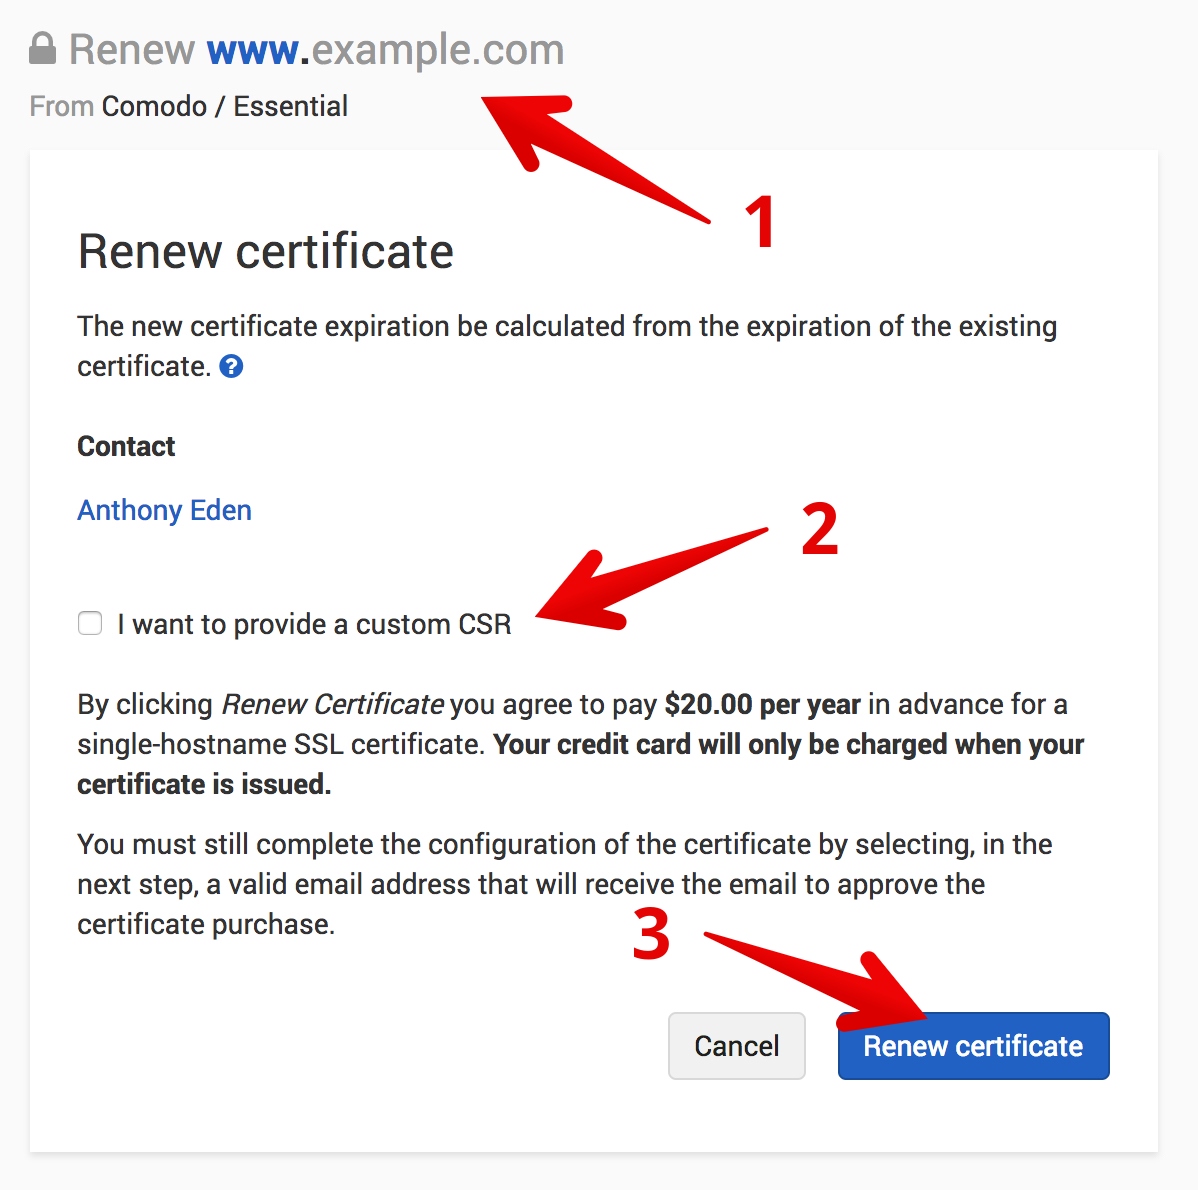 Renew www.example.com
From Comodo / Essential
1
Renew certificate
The new certificate expiration be calculated from the expiration of the existing
certificate. ?
Contact
Anthony Eden
2
I want to provide a custom CSR
By clicking Renew Certificate you agree to pay $20.00 per year in advance for a
single-hostname SSL certificate. Your credit card will only be charged when your
certificate is issued.
You must still complete the configuration of the certificate by selecting, in the
next step, a valid email address that will receive the email to approve the
certificate purchase.
3
Cancel
Renew certificate